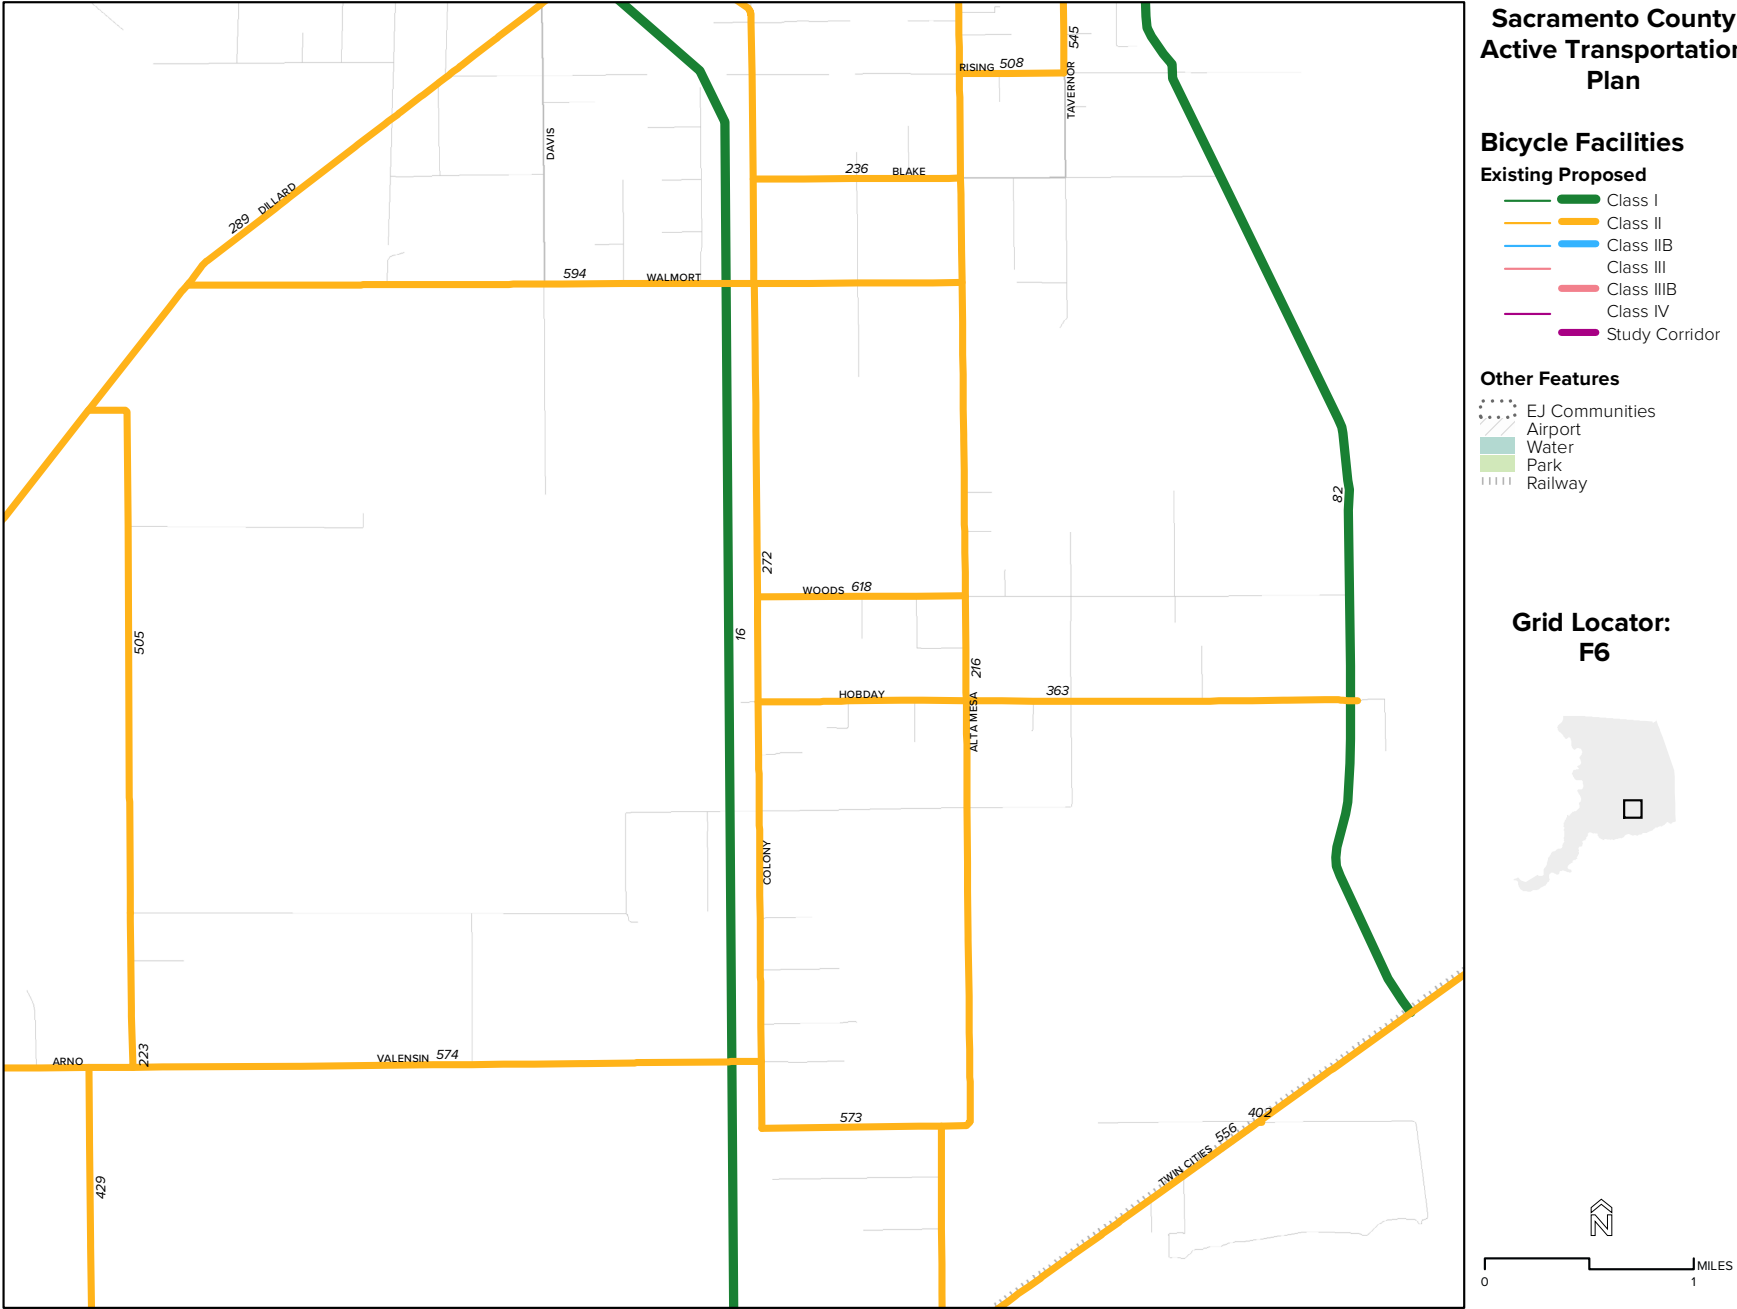 Sacramento County
Active Transportation
Plan
Bicycle Facilities
Existing Proposed
Class I
Class II
Class IIB
Class III
Class IIIB
Class IV
Study Corridor
Other Features
EJ Communities
Airport
Water
Park
Railway
Grid Locator:
F6
N
MILES
0 1
545
RISING 508
TAVERNOR
DAVIS
236 BLAKE
289 DILLARD
594 WALMORT
82
272
WOODS 618
505
16
216
HOBDAY 363
ALTA MESA
COLONY
223
ARNO
VALENSIN 574
573
402
TWIN CITIES 556
429